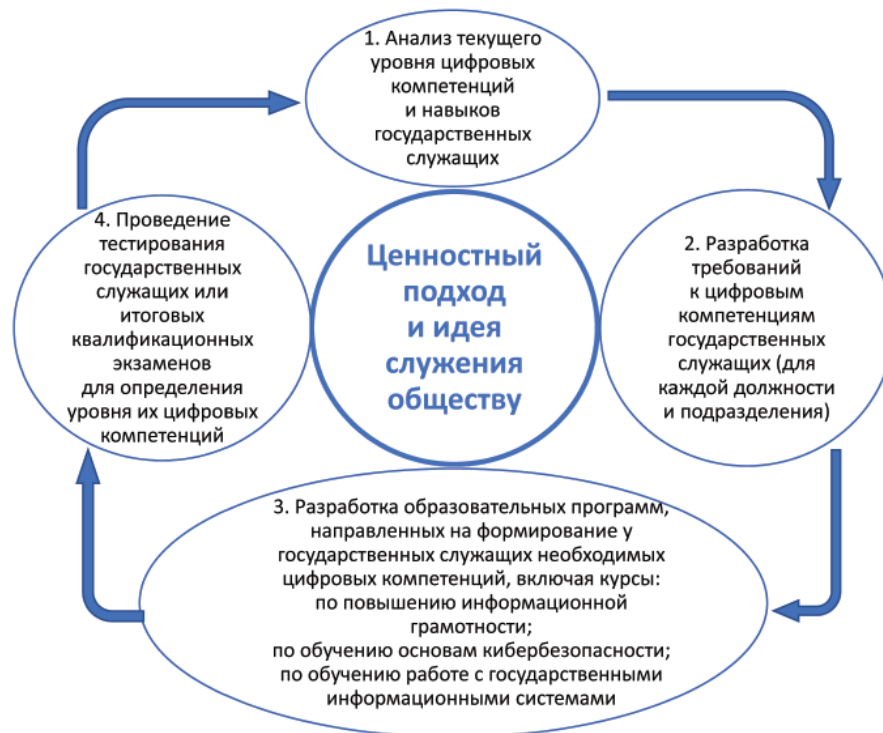 1. Анализ текущего
уровня цифровых
компетенций
и навыков
государственных
служащих
2. Разработка
требований
к цифровым
компетенциям
государственных
служащих (для
каждой должности
и подразделения)
3. Разработка образовательных программ,
направленных на формирование у
государственных служащих необходимых
цифровых компетенций, включая курсы:
по повышению информационной
грамотности;
по обучению основам кибербезопасности;
по обучению работе с государственными
информационными системами
4. Проведение
тестирования
государственных
служащих или
итоговых
квалификационных
экзаменов
для определения
уровня их цифровых
компетенций
Ценностный
подход
и идея
служения
обществу